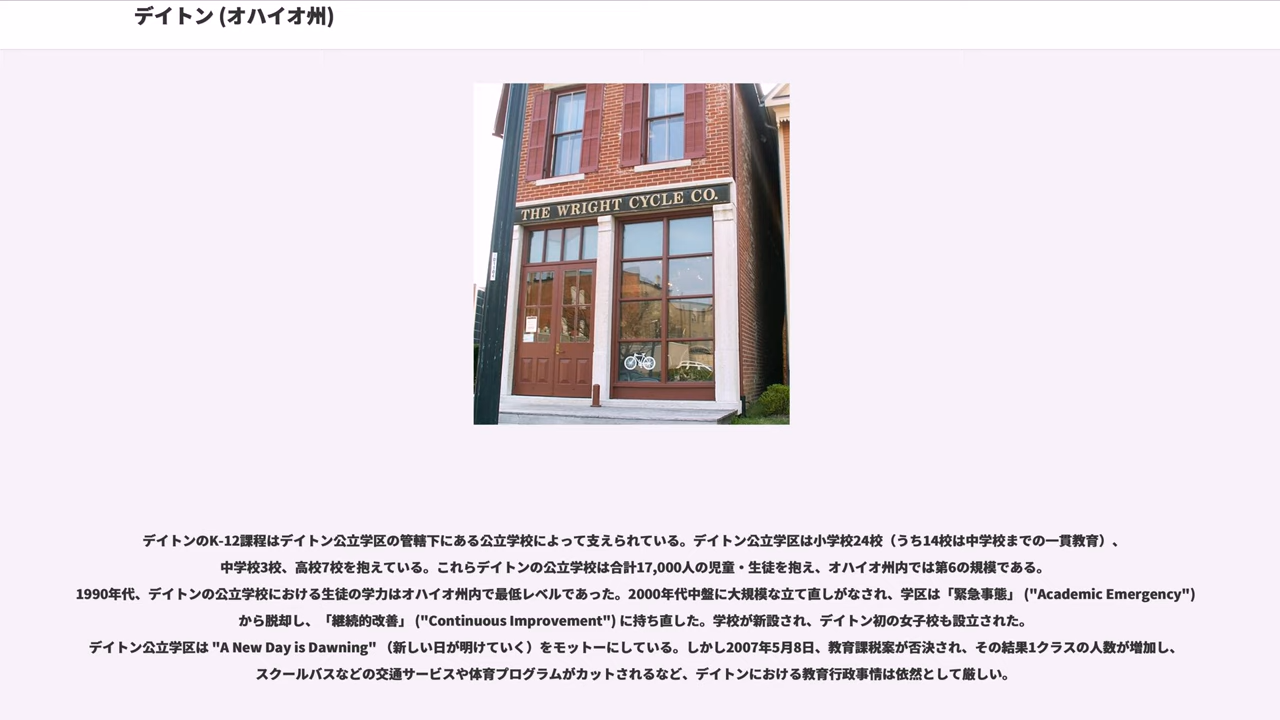 デイトン (オハイオ州)
THE WRIGHT CYCLE CO.
デイトンのK-12課程はデイトン公立学区の管轄下にある公立学校によって支えられている。デイトン公立学区は小学校24校（うち14校は中学校までの一貫教育）、
中学校3校、高校7校を抱えている。これらデイトンの公立学校は合計17,000人の児童・生徒を抱え、オハイオ州内では第6の規模である。
1990年代、デイトンの公立学校における生徒の学力はオハイオ州内で最低レベルであった。2000年代中盤に大規模な立て直しがなされ、学区は「緊急事態」 ("Academic Emergency")
から脱却し、「継続的改善」 ("Continuous Improvement") に持ち直した。学校が新設され、デイトン初の女子校も設立された。
デイトン公立学区は "A New Day is Dawning" （新しい日が明けていく）をモットーにしている。しかし2007年5月8日、教育課税案が否決され、その結果1クラスの人数が増加し、
スクールバスなどの交通サービスや体育プログラムがカットされるなど、デイトンにおける教育行政事情は依然として厳しい。